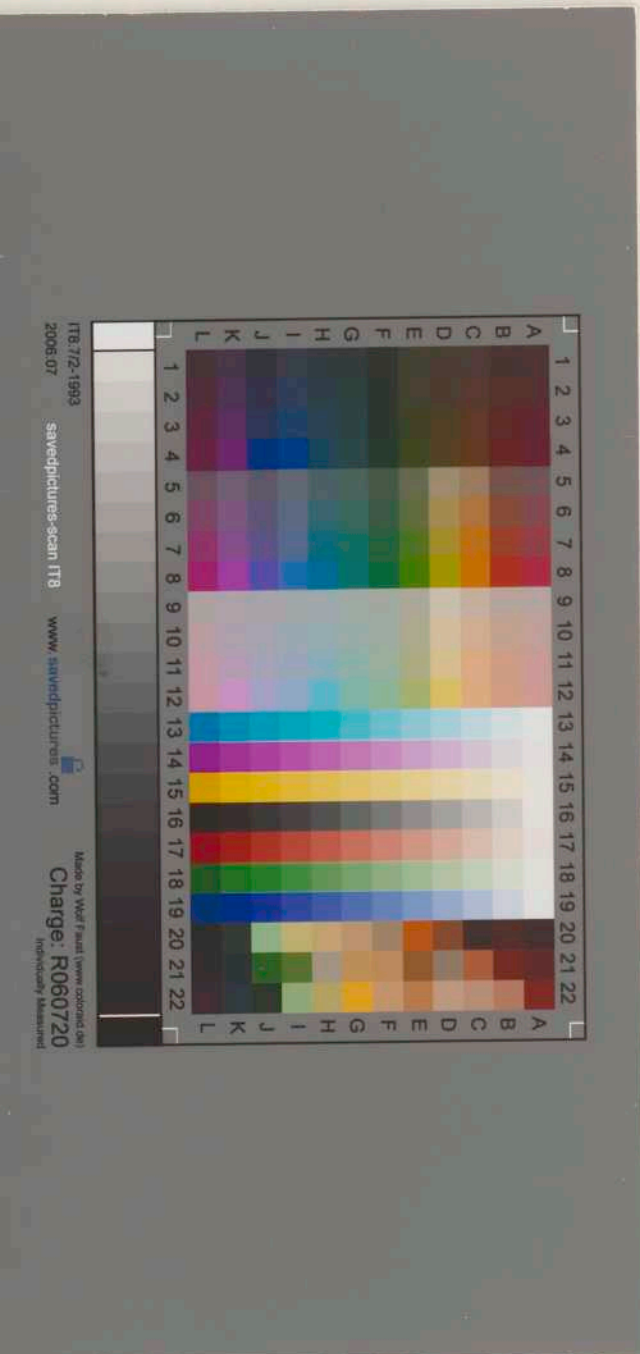 1 2 3 4 5 6 7 8 9 10 11 12 13 14 15 16 17 18 19 20 21 22
A
B
C
D
E
F
G
H
I
J
K
L
A
B
C
D
E
F
G
H
I
J
K
L
1 2 3 4 5 6 7 8 9 10 11 12 13 14 15 16 17 18 19 20 21 22
IT8.7/2-1993
2006:07
savedpictures-scan IT8
www.savedpictures.com
Made by Wolf Faust (www.coloraid.de)
Charge: R060720
Individually Measured